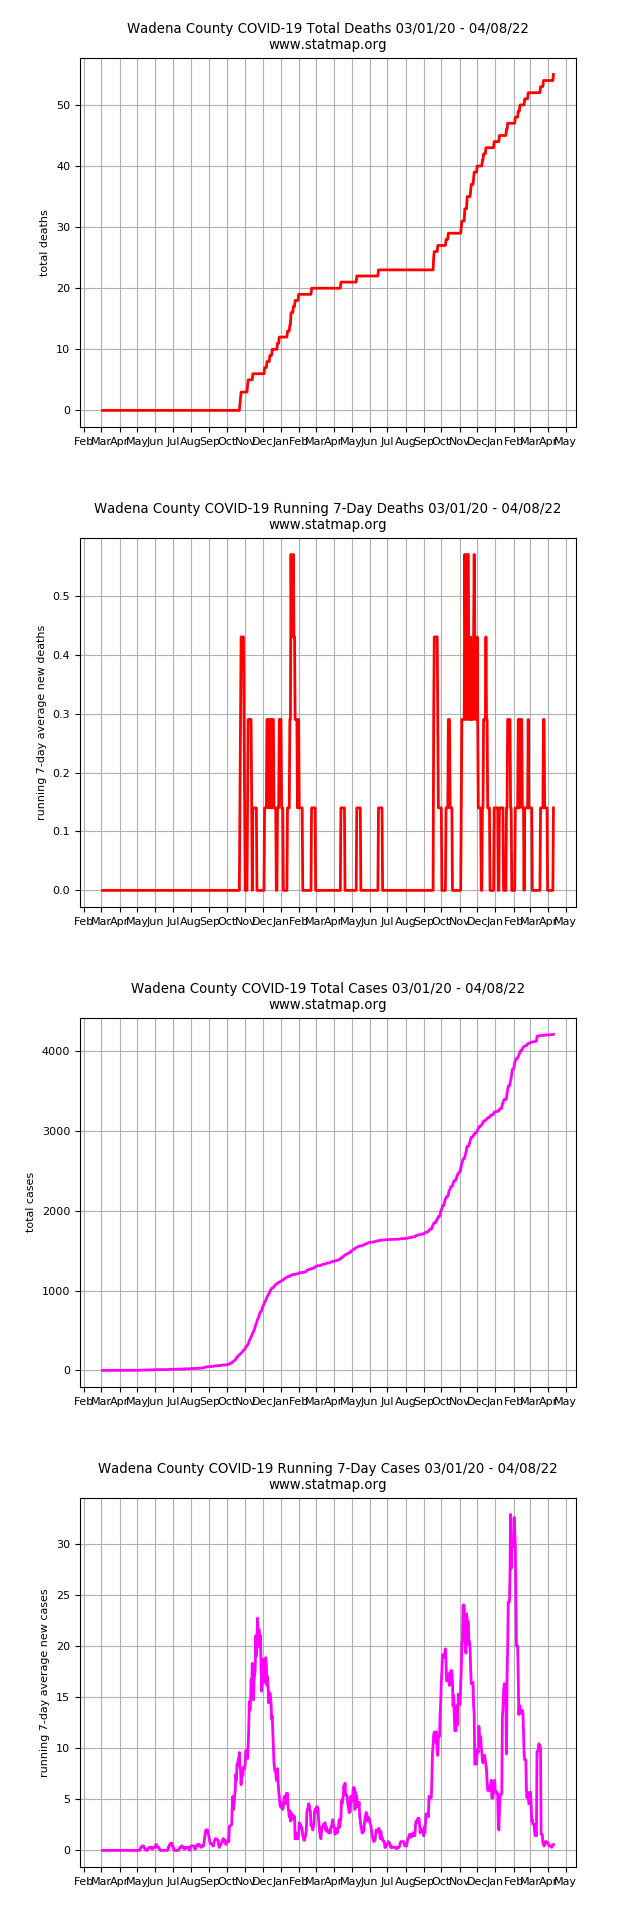 Wadena County COVID-19 Total Deaths 03/01/20 - 04/08/22
www.statmap.org
total deaths
50
40
30
20
10
0
Feb Mar Apr May Jun Jul Aug Sep Oct Nov Dec Jan Feb Mar Apr May Jun Jul Aug Sep Oct Nov Dec Jan Feb Mar Apr May
Wadena County COVID-19 Running 7-Day Deaths 03/01/20 - 04/08/22
www.statmap.org
running 7-day average new deaths
0.5
0.4
0.3
0.2
0.1
0.0
Feb Mar Apr May Jun Jul Aug Sep Oct Nov Dec Jan Feb Mar Apr May Jun Jul Aug Sep Oct Nov Dec Jan Feb Mar Apr May
Wadena County COVID-19 Total Cases 03/01/20 - 04/08/22
www.statmap.org
total cases
4000
3000
2000
1000
0
Feb Mar Apr May Jun Jul Aug Sep Oct Nov Dec Jan Feb Mar Apr May Jun Jul Aug Sep Oct Nov Dec Jan Feb Mar Apr May
Wadena County COVID-19 Running 7-Day Cases 03/01/20 - 04/08/22
www.statmap.org
running 7-day average new cases
30
25
20
15
10
5
0
Feb Mar Apr May Jun Jul Aug Sep Oct Nov Dec Jan Feb Mar Apr May Jun Jul Aug Sep Oct Nov Dec Jan Feb Mar Apr May